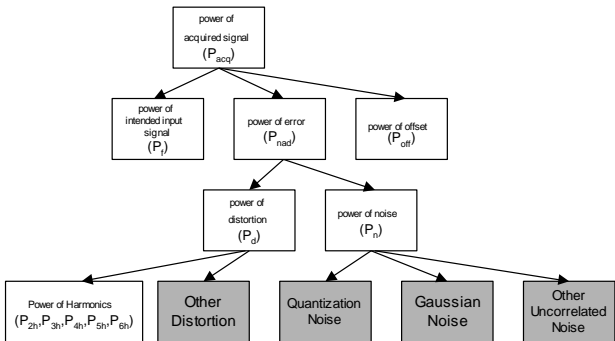 power of
acquired signal
(Pacq)
power of
intended input
signal
(Pf)
power of error
(Pnad)
power of offset
(Poff)
power of
distortion
(Pd)
power of noise
(Pn)
Power of Harmonics
(P2h,P3h,P4h,P5h,P6h)
Other
Distortion
Quantization
Noise
Gaussian
Noise
Other
Uncorrelated
Noise